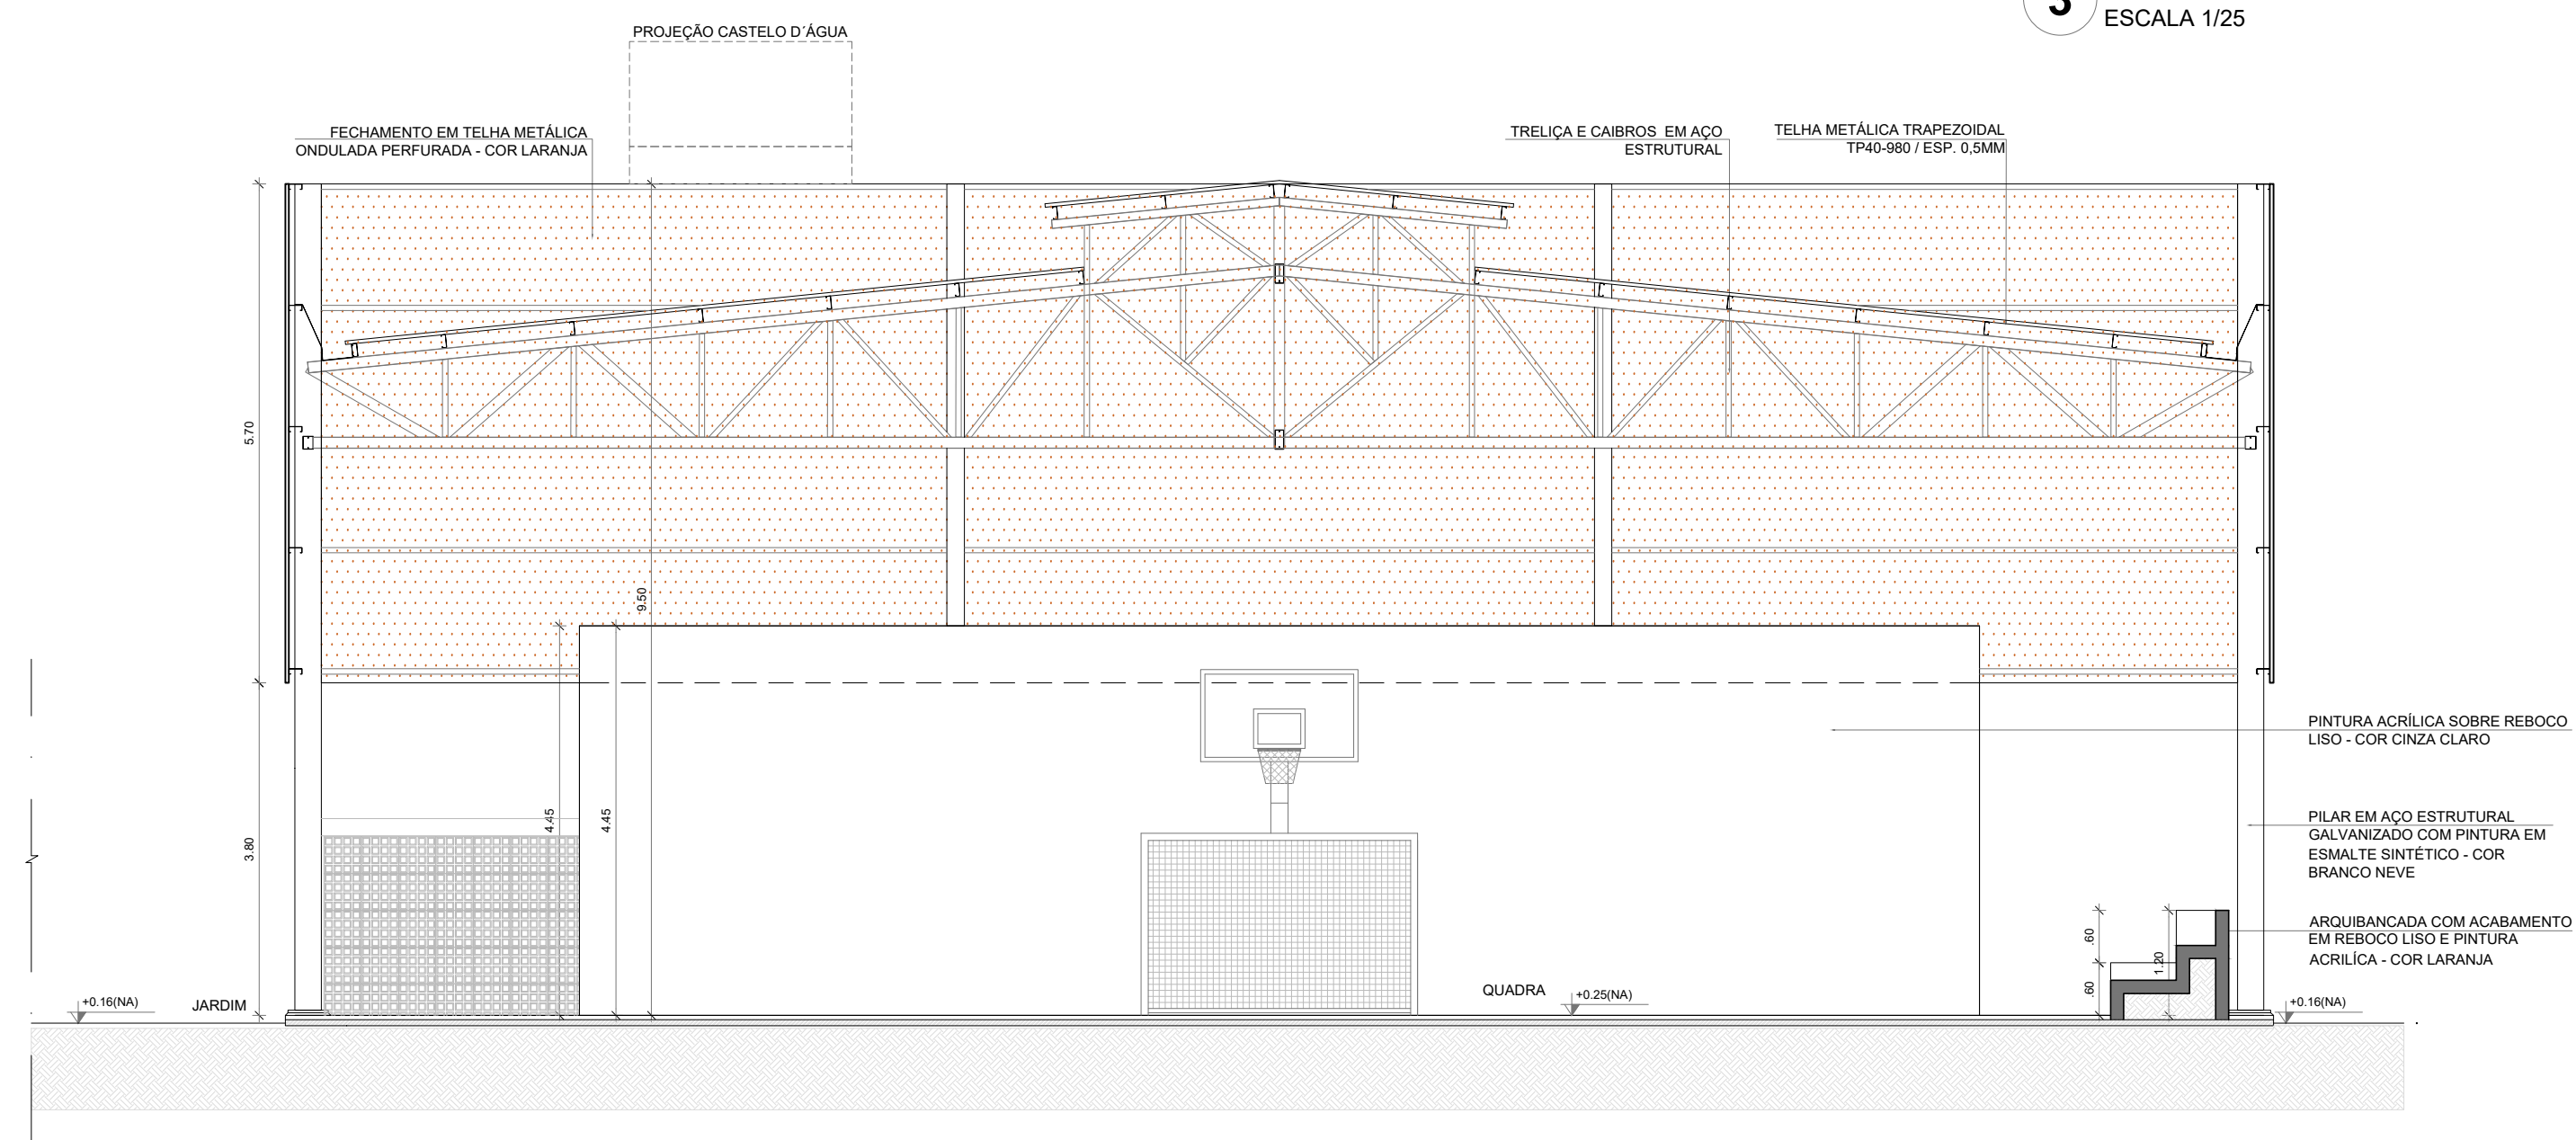 3
ESCALA 1/25
PROJEÇÃO CASTELO D´ÁGUA
FECHAMENTO EM TELHA METÁLICA
ONDULADA PERFURADA - COR LARANJA
TRELIÇA E CAIBROS EM AÇO
ESTRUTURAL
TELHA METÁLICA TRAPEZOIDAL
TP40-980 / ESP. 0,5MM
5.70
9.50
3.80
4.45
4.45
PINTURA ACRÍLICA SOBRE REBOCO
LISO - COR CINZA CLARO
PILAR EM AÇO ESTRUTURAL
GALVANIZADO COM PINTURA EM
ESMALTE SINTÉTICO - COR
BRANCO NEVE
ARQUIBANCADA COM ACABAMENTO
EM REBOCO LISO E PINTURA
ACRILÍCA - COR LARANJA
.60
.60
1.20
+0.16(NA)
JARDIM
QUADRA
+0.25(NA)
+0.16(NA)